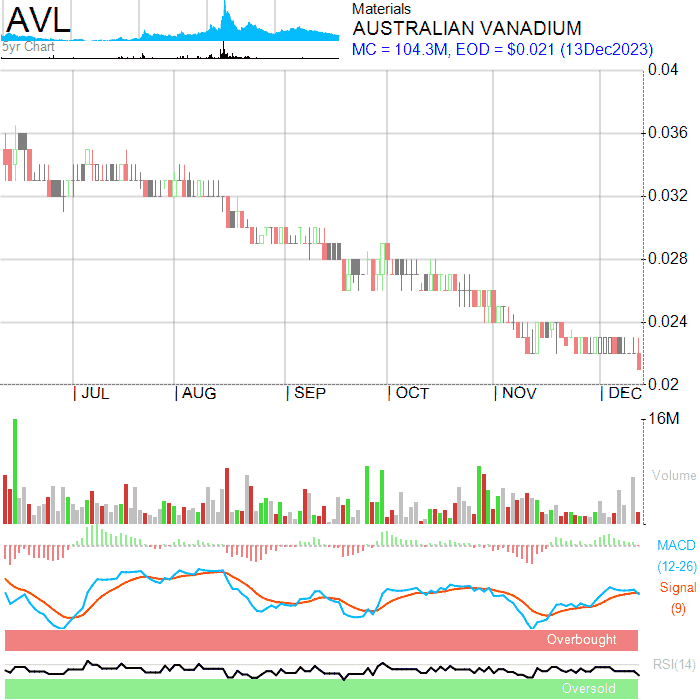 AVL
5yr Chart
Materials
AUSTRALIAN VANADIUM
MC = 104.3M, EOD = $0.021 (13Dec2023)
0.04
0.036
0.032
0.028
0.024
0.02
JUL
AUG
SEP
OCT
NOV
DEC
16M
Volume
MACD
(12-26)
Signal
(9)
Overbought
RSI(14)
Oversold